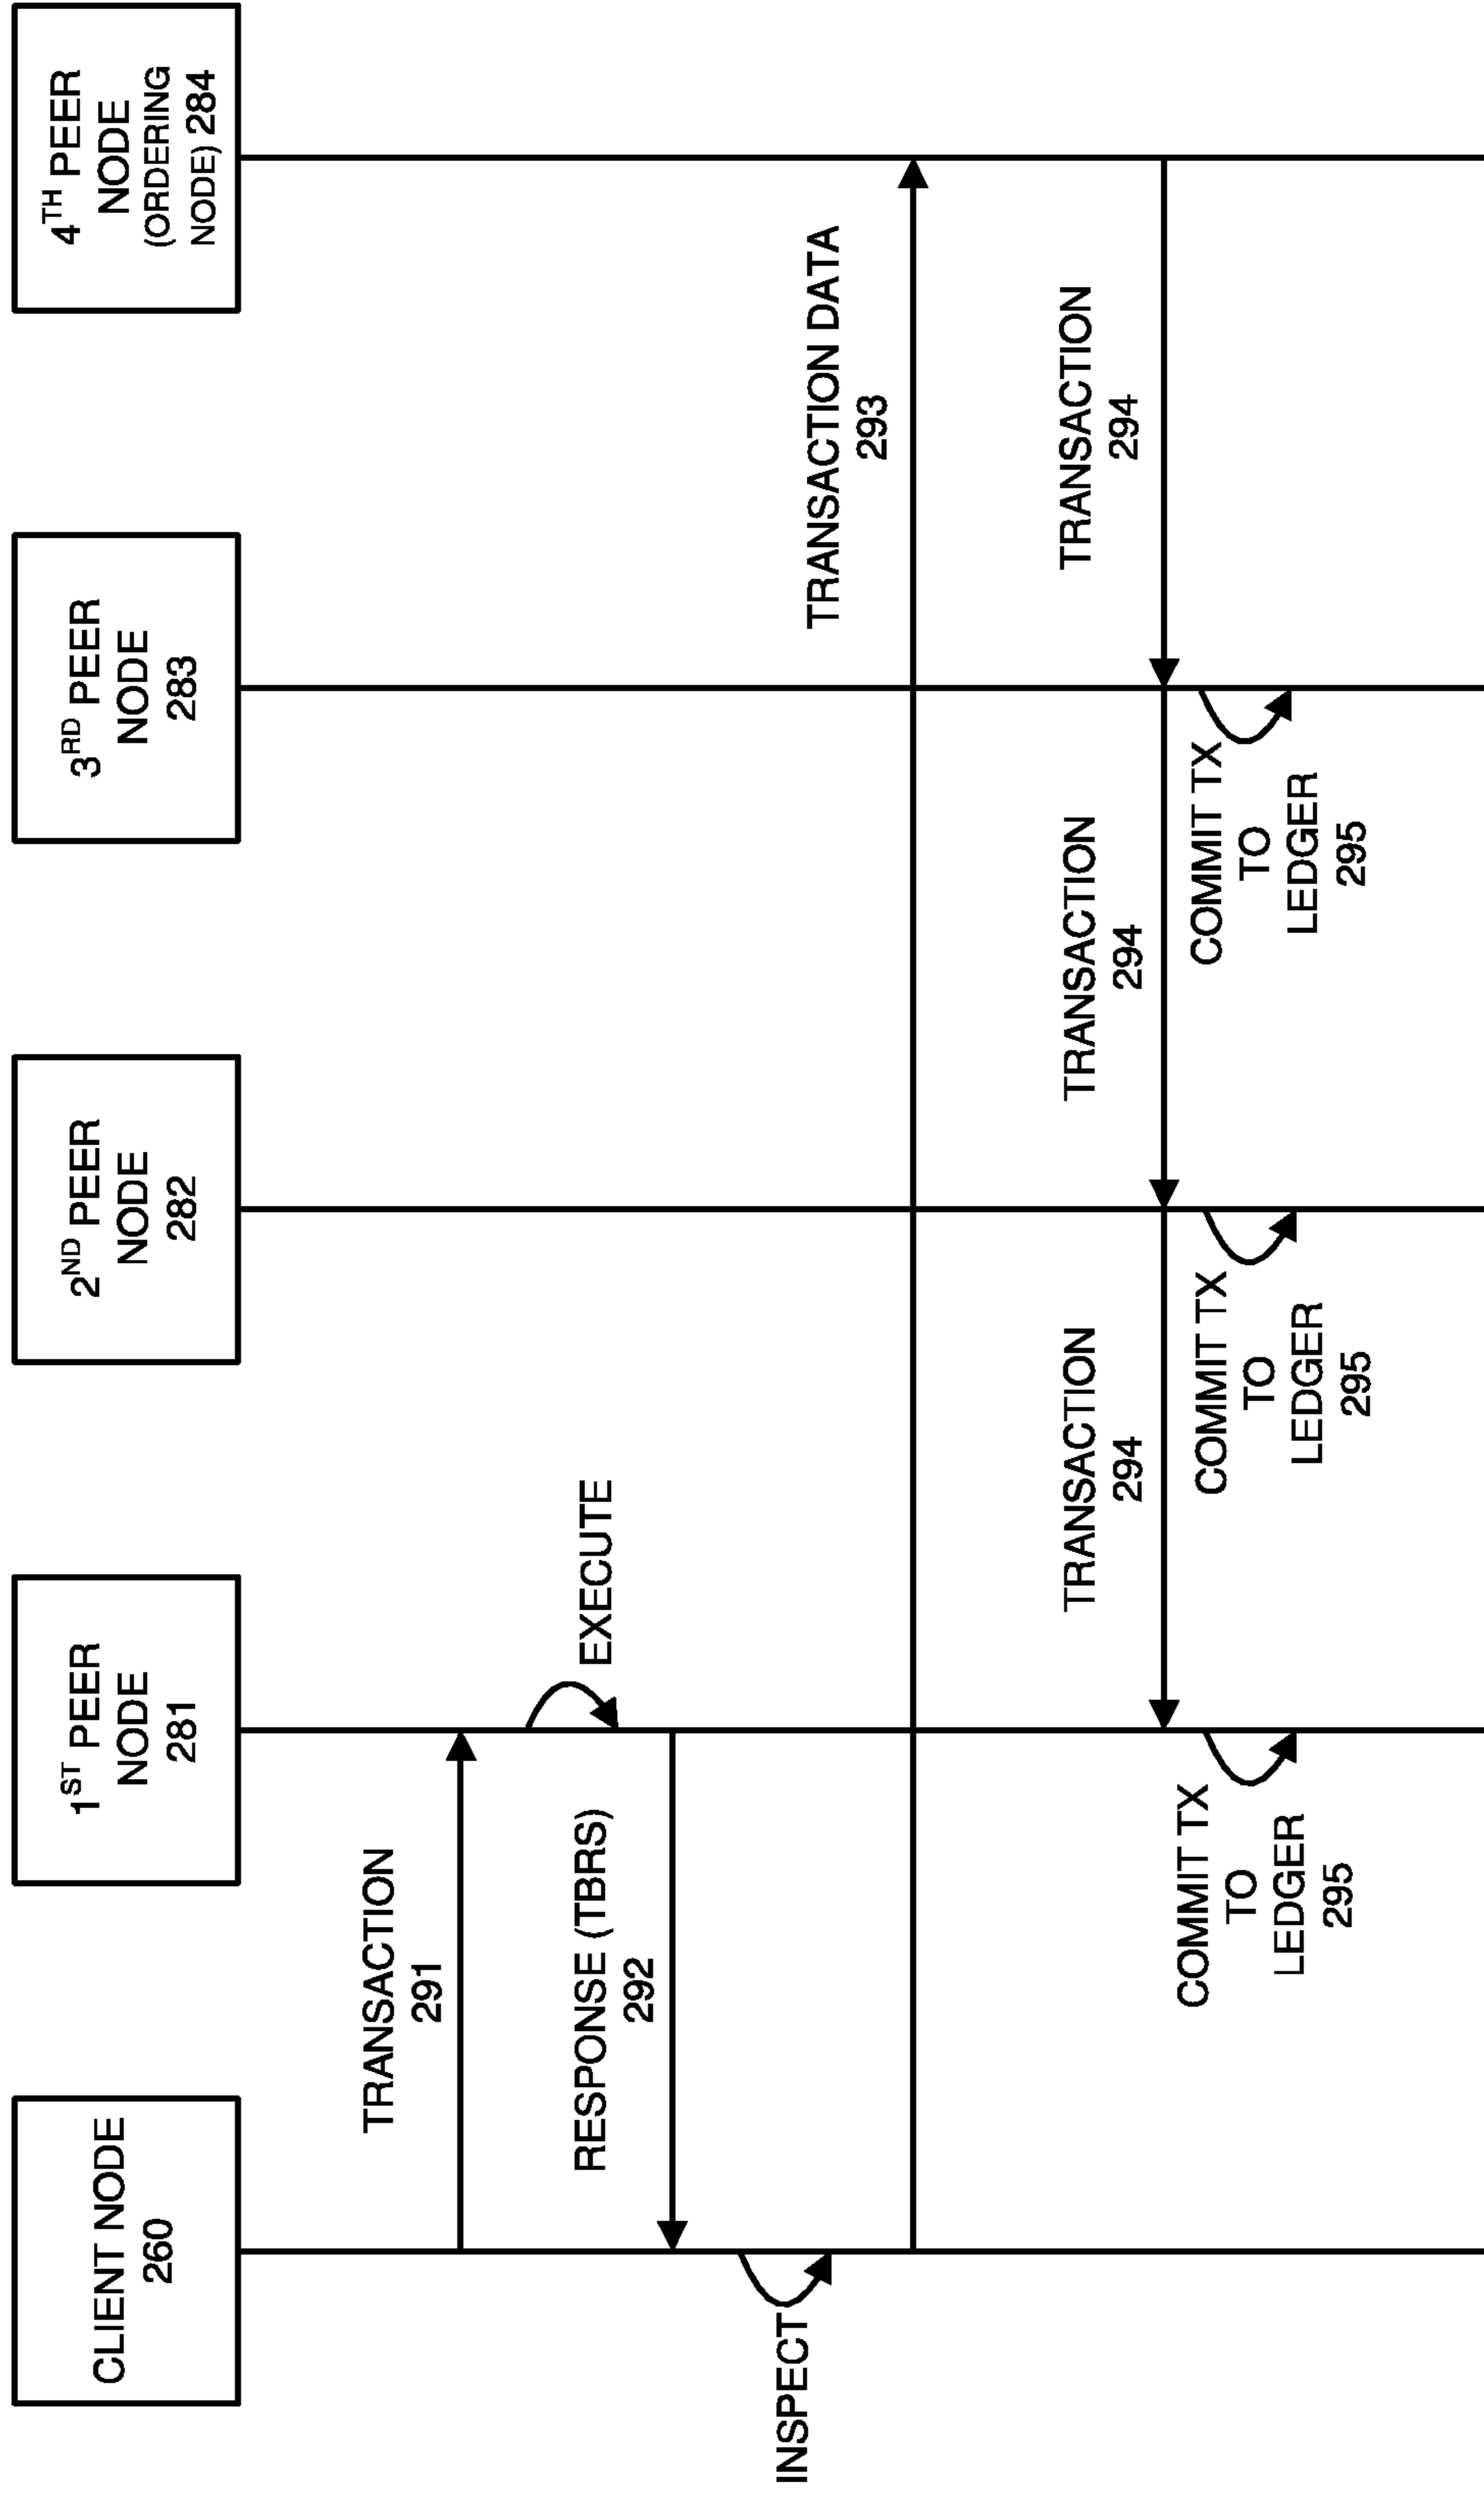 CLIENT NODE
260
1ST PEER
NODE
281
2ND PEER
NODE
282
3RD PEER
NODE
283
4TH PEER
NODE
(ORDERING
NODE) 284
TRANSACTION
291
EXECUTE
RESPONSE (TBRS)
292
INSPECT
TRANSACTION DATA
293
TRANSACTION
294
TRANSACTION
294
TRANSACTION
294
COMMIT TX
TO
LEDGER
295
COMMIT TX
TO
LEDGER
295
COMMIT TX
TO
LEDGER
295